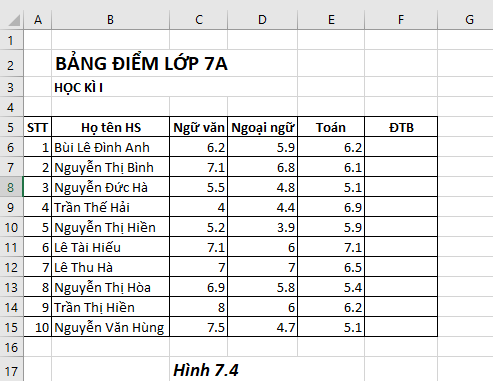 A B C D E F G
1
2 BẢNG ĐIỂM LỚP 7A
3 HỌC KÌ I
4
5 STT Họ tên HS Ngữ văn Ngoại ngữ Toán ĐTB
6 1 Bùi Lê Đình Anh 6.2 5.9 6.2
7 2 Nguyễn Thị Bình 7.1 6.8 6.1
8 3 Nguyễn Đức Hà 5.5 4.8 5.1
9 4 Trần Thế Hải 4 4.4 6.9
10 5 Nguyễn Thị Hiền 5.2 3.9 5.9
11 6 Lê Tài Hiếu 7.1 6 7.1
12 7 Lê Thu Hà 7 7 6.5
13 8 Nguyễn Thị Hòa 6.9 5.8 5.4
14 9 Trần Thị Hiền 8 6 6.2
15 10 Nguyễn Văn Hùng 7.5 4.7 5.1
16
17 Hình 7.4